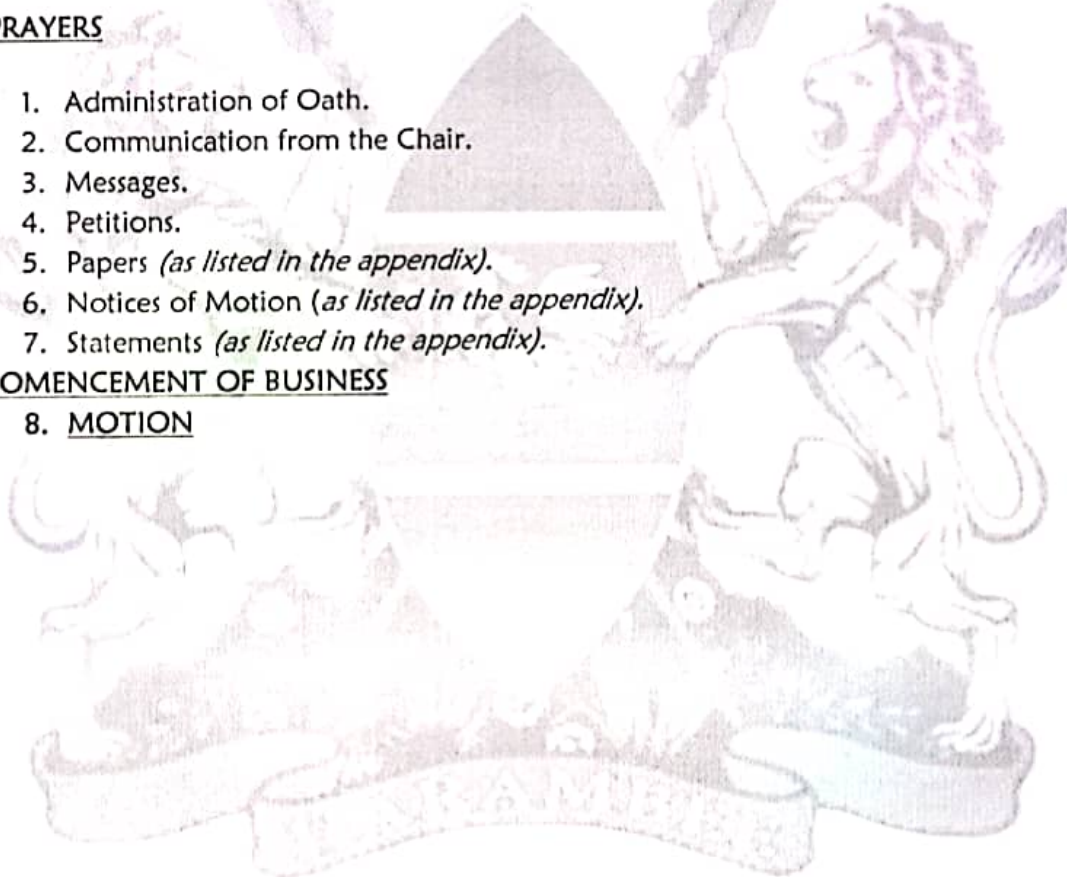 RAYERS
1. Administration of Oath.
2. Communication from the Chair.
3. Messages.
4. Petitions.
5. Papers (as listed in the appendix).
6. Notices of Motion (as listed in the appendix).
7. Statements (as listed in the appendix).
OMENCEMENT OF BUSINESS
8. MOTION
HARAMBEE